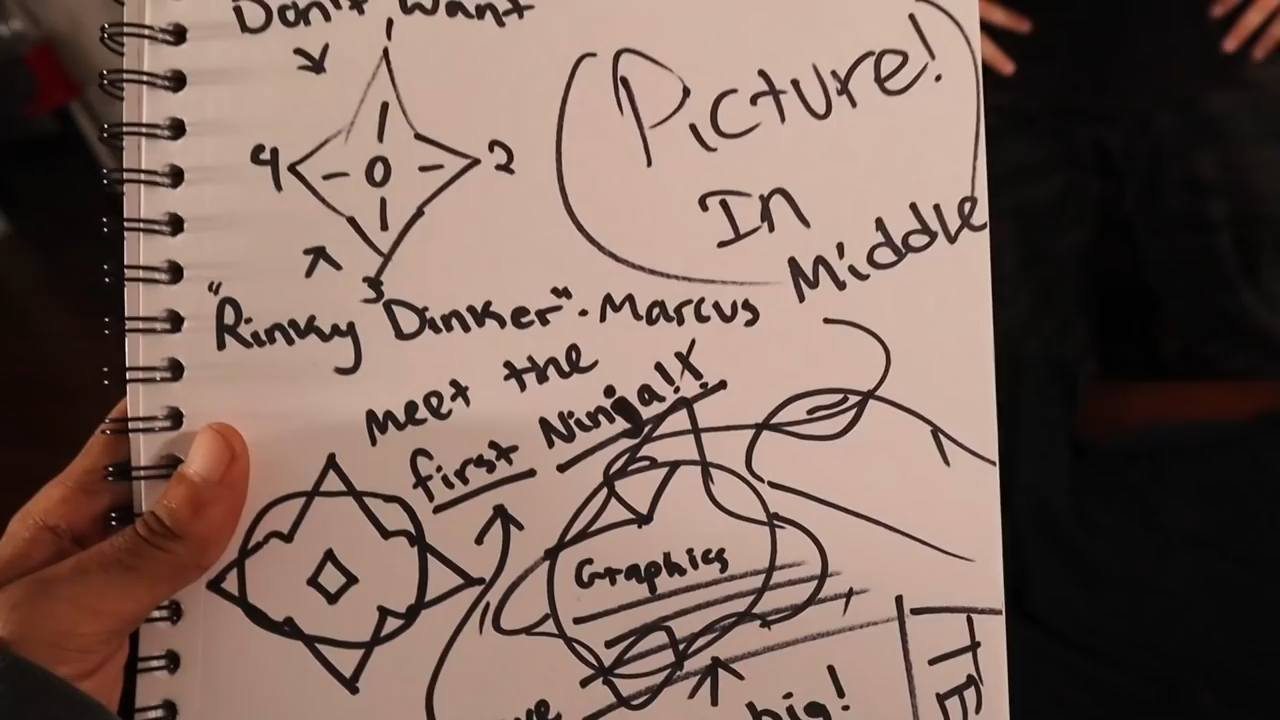 Don't Want
1
4 - 0 - 2
3
Picture!
In
Middle
"Rinky Dinker" - Marcus
Meet the
first Ninja!!
Graphics
big!